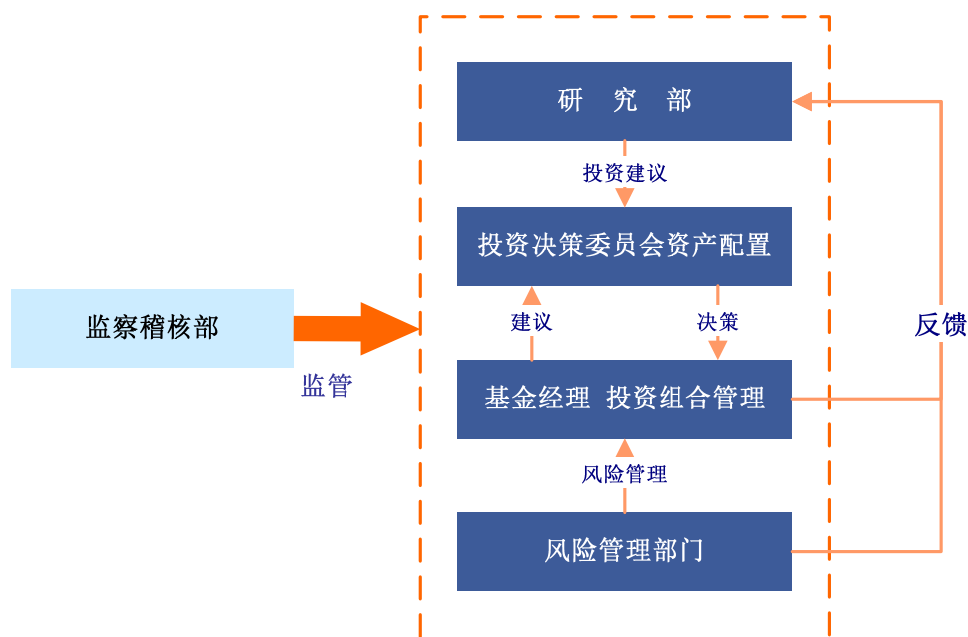 研 究 部
投资建议
投资决策委员会资产配置
建议
决策
监察稽核部
监管
反馈
基金经理 投资组合管理
风险管理
风险管理部门